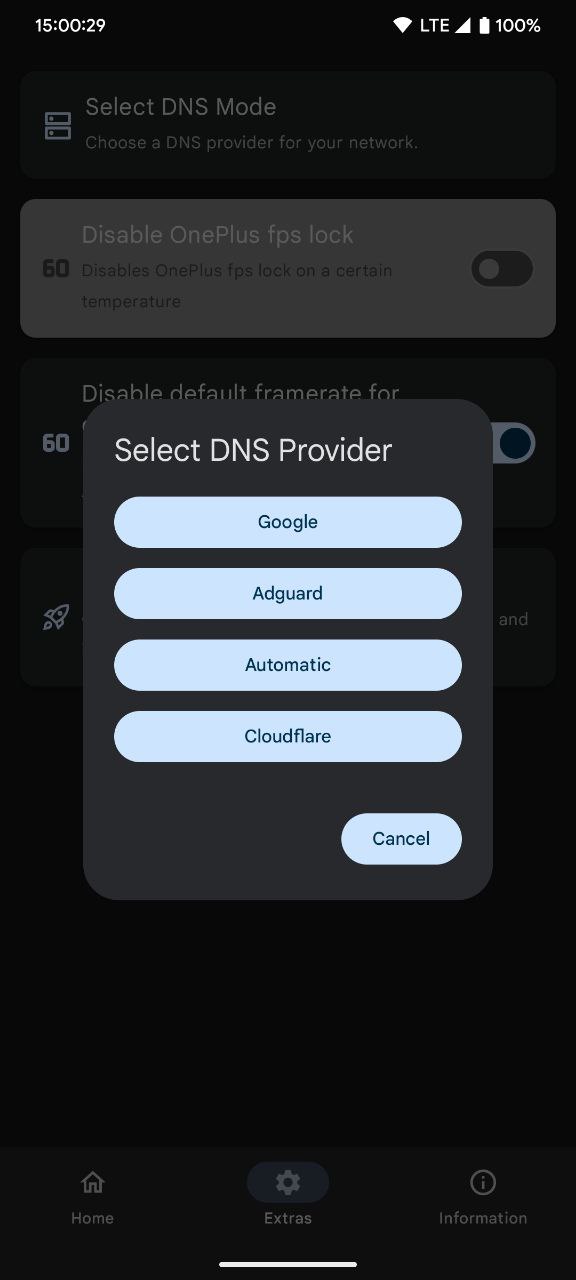 15:00:29 LTE 100%
Select DNS Mode
Choose a DNS provider for your network.
Disable OnePlus fps lock
60 Disables OnePlus fps lock on a certain
temperature
Disable default framerate for
60
Select DNS Provider
Google
Adguard
and
Automatic
Cloudflare
Cancel
Home Extras Information